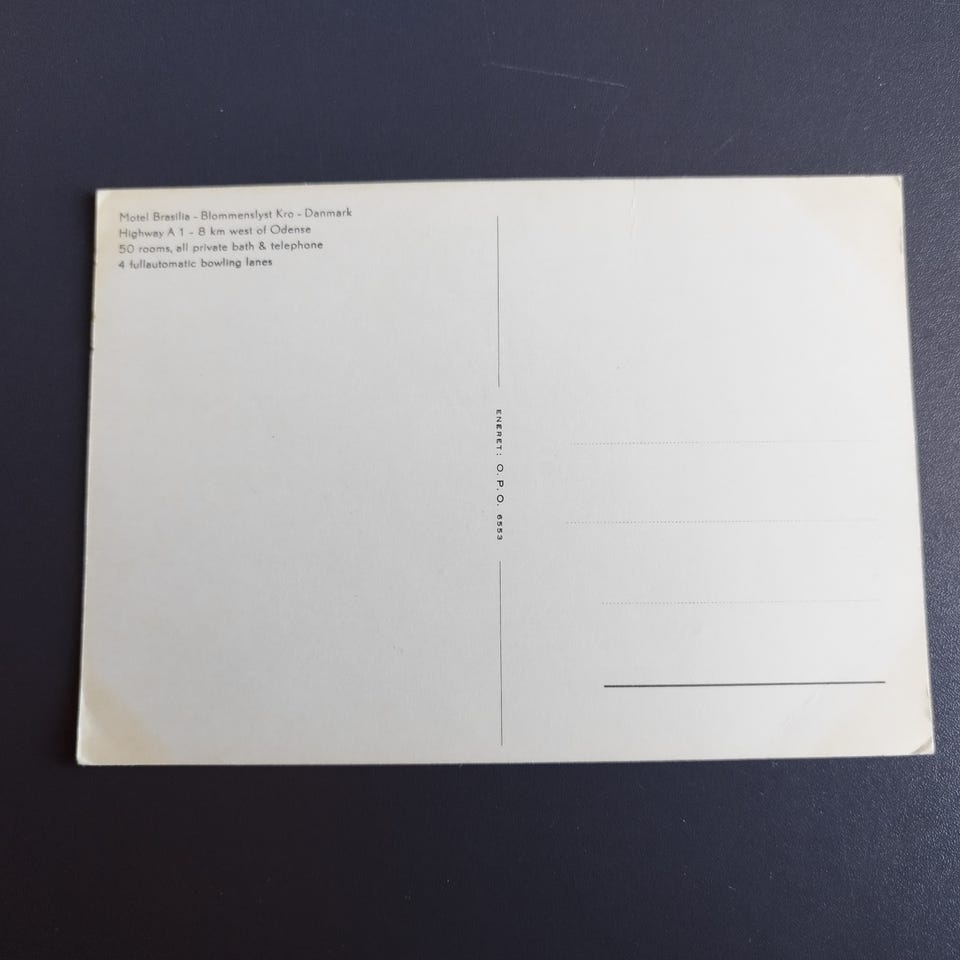 Motel Brasilia - Blommenslyst Kro - Danmark
Highway A 1 - 8 km west of Odense
50 rooms, all private bath & telephone
4 fullautomatic bowling lanes
ENERET: O. P. O. 6553